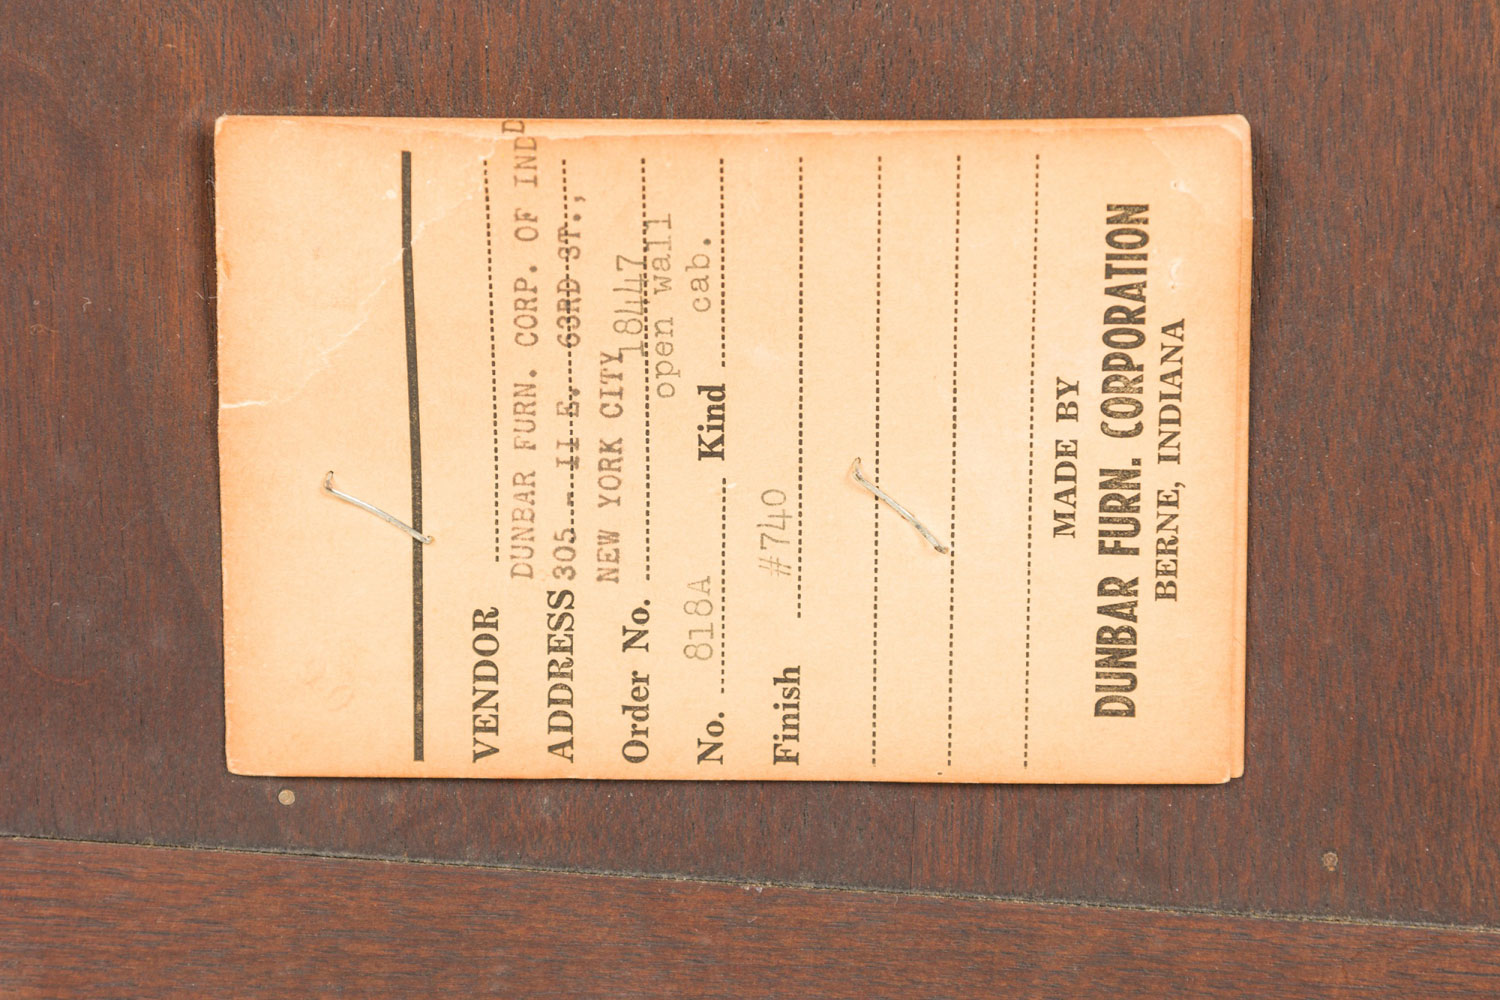 VENDOR
DUNBAR FURN. CORP. OF IND
ADDRESS 305 - 11 E. 63RD ST.,
NEW YORK CITY
Order No. 18447
open wall
No. 818A Kind cab.
Finish #740
MADE BY
DUNBAR FURN. CORPORATION
BERNE, INDIANA